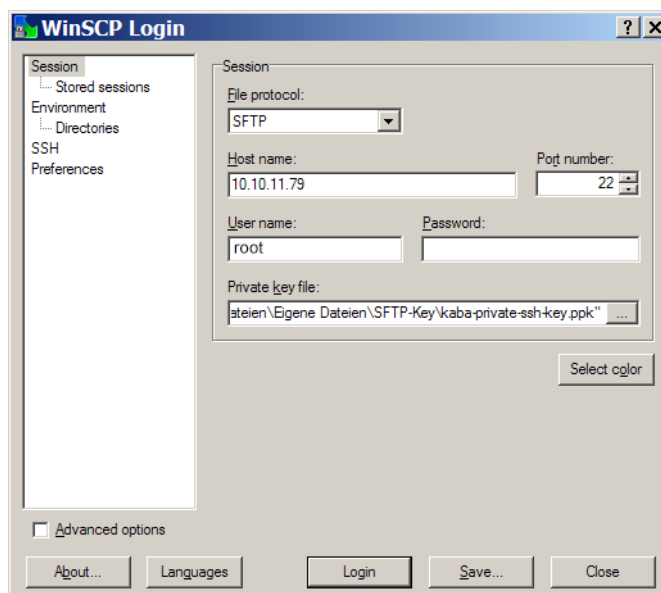 WinSCP Login
Session
Stored sessions
Environment
Directories
SSH
Preferences
Session
File protocol:
SFTP
Host name:
Port number:
10.10.11.79
22
User name:
Password:
root
Private key file:
ateien\Eigene Dateien\SFTP-Key\kaba-private-ssh-key.ppk" ...
Select color
Advanced options
About... Languages Login Save... Close